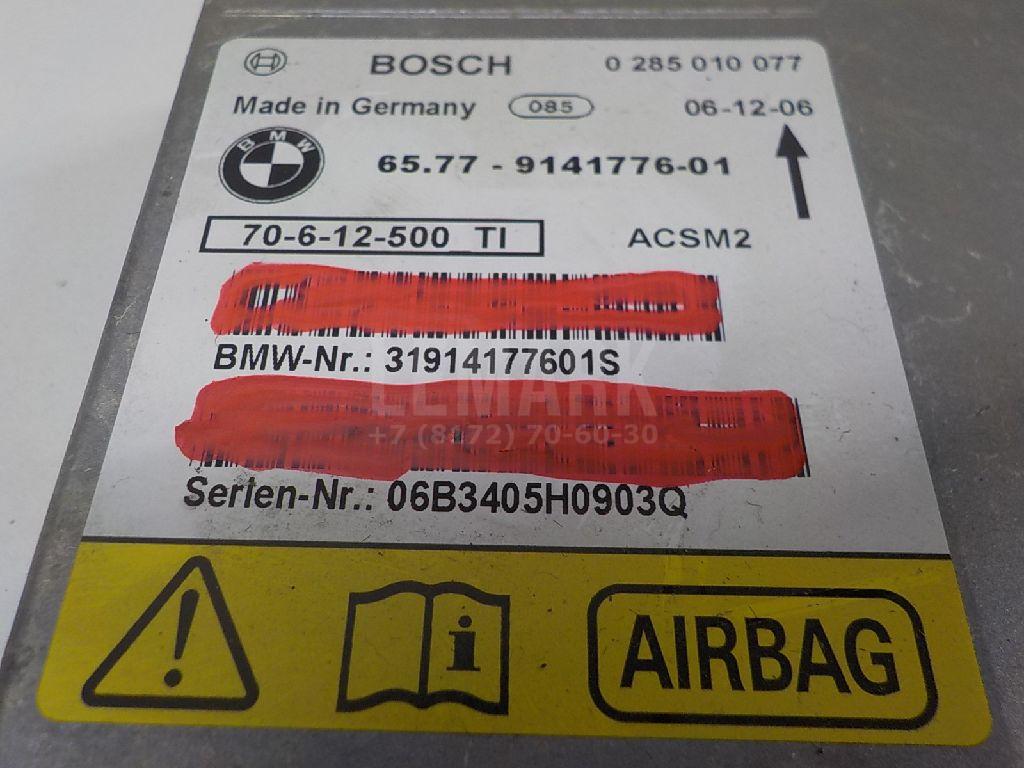 BOSCH 0 285 010 077
Made in Germany 085 06-12-06
BMW 65.77 - 9141776-01
70-6-12-500 TI ACSM2
BMW-Nr.: 31914177601S
LEMARK
+7 (8172) 70-60-30
Serien-Nr.: 06B3405H0903Q
i AIRBAG